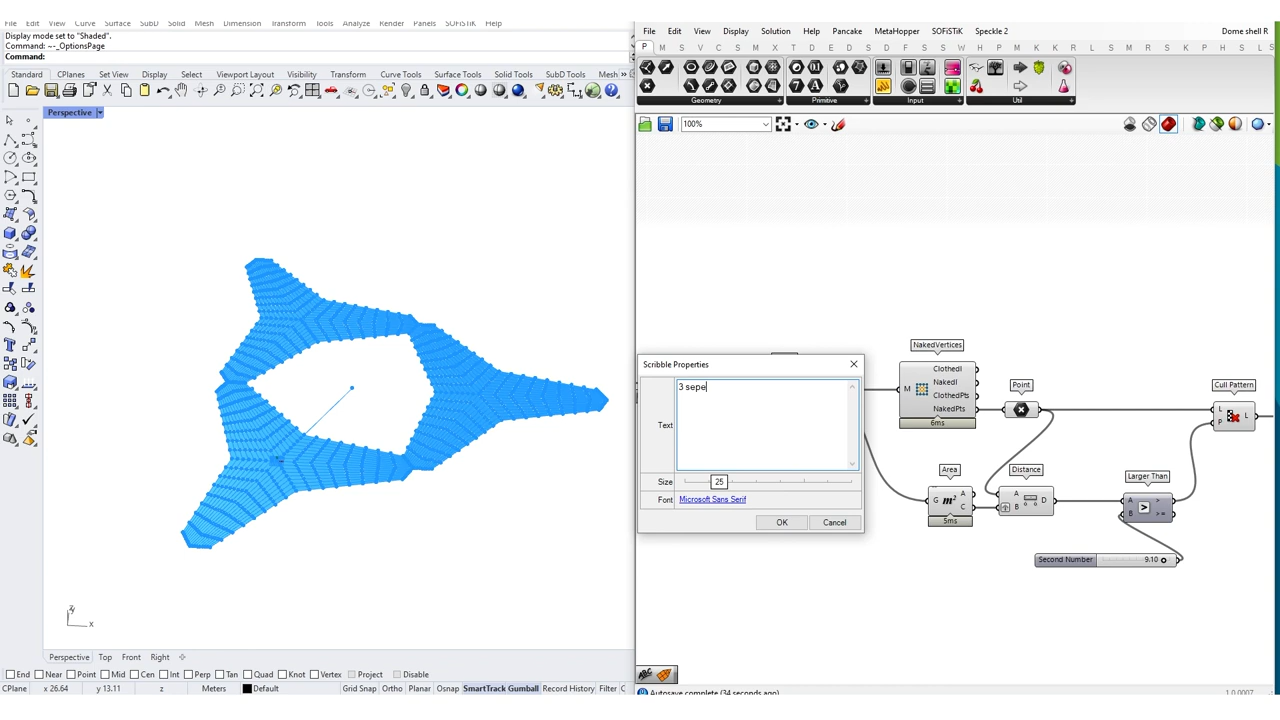 File Edit View Curve Surface SubD Solid Mesh Dimension Transform Tools Analyze Render Panels SOFiSTiK Help
Display mode set to "Shaded".
Command: ~-_OptionsPage
Command:
Standard CPlanes Set View Display Select Viewport Layout Visibility Transform Curve Tools Surface Tools Solid Tools SubD Tools Mesh »
Perspective
z
x
Perspective Top Front Right
End Near Point Mid Cen Int Perp Tan Quad Knot Vertex Project Disable
CPlane x 26.64 y 13.11 z Meters Default Grid Snap Ortho Planar Osnap SmartTrack Gumball Record History Filter C
File Edit View Display Solution Help Pancake MetaHopper SOFiSTiK Speckle 2 Dome shell R
Geometry + Primitive + Input + Util +
100%
NakedVertices
M
ClothedI
NakedI
ClothedPts
NakedPts
6ms
Point
Cull Pattern
L
P
L
Area
G m² A
C
5ms
Distance
A
B
D
Larger Than
A
B
>
>=
Second Number 9.10
Scribble Properties
Text 3 sepe
Size 25
Font Microsoft Sans Serif
OK Cancel
Autosave complete (34 seconds ago)
1.0.0007